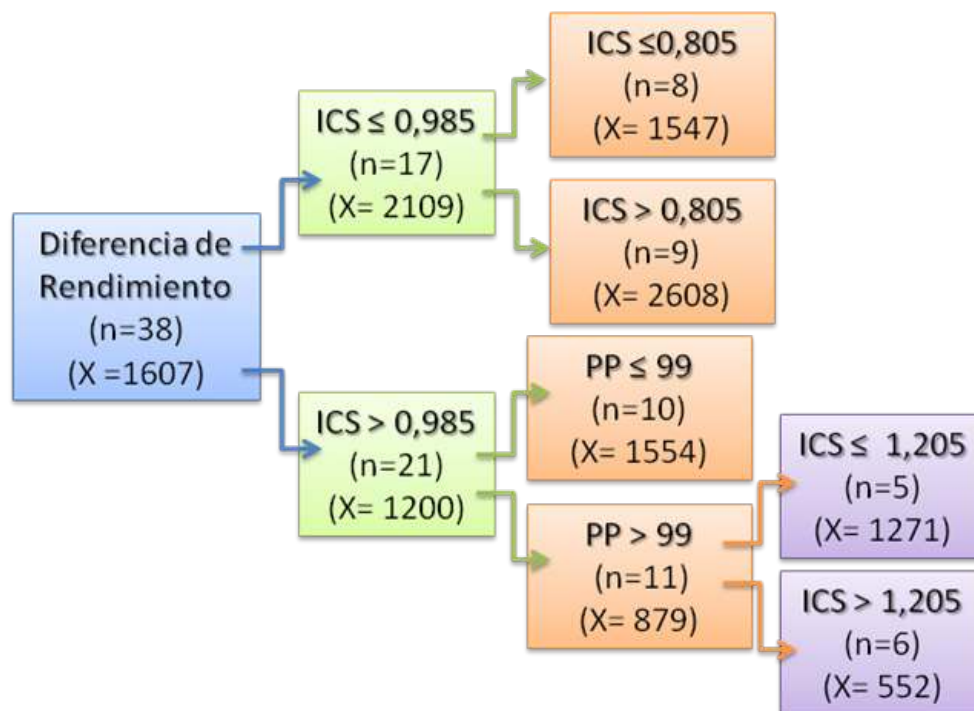 Diferencia de
Rendimiento
(n=38)
(X =1607)
ICS ≤ 0,985
(n=17)
(X= 2109)
ICS > 0,985
(n=21)
(X= 1200)
ICS ≤0,805
(n=8)
(X= 1547)
ICS > 0,805
(n=9)
(X= 2608)
PP ≤ 99
(n=10)
(X= 1554)
PP > 99
(n=11)
(X= 879)
ICS ≤ 1,205
(n=5)
(X= 1271)
ICS > 1,205
(n=6)
(X= 552)